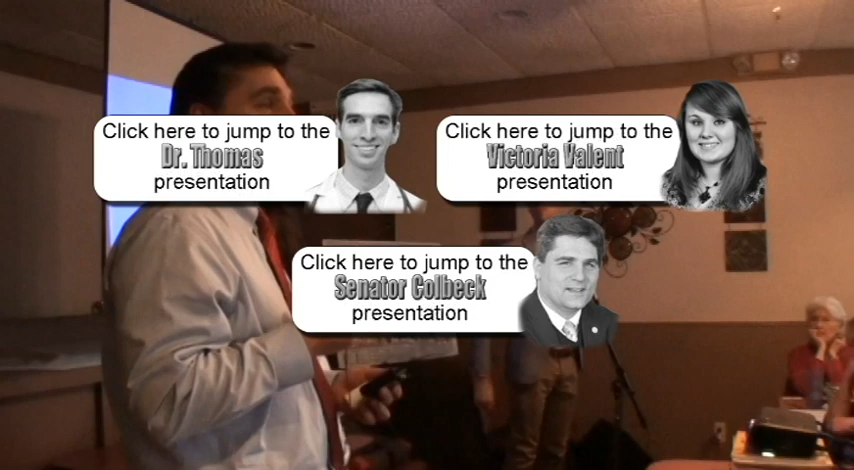 Click here to jump to the
Dr. Thomas
presentation
Click here to jump to the
Victoria Valent
presentation
Click here to jump to the
Senator Colbeck
presentation